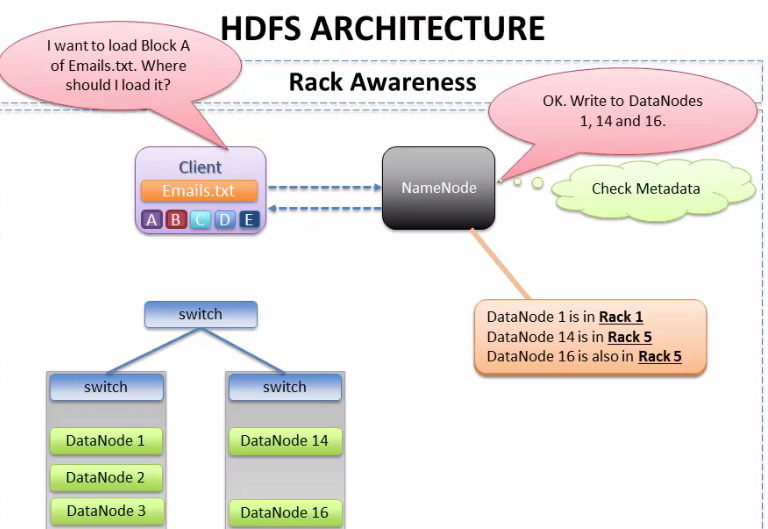 HDFS ARCHITECTURE
Rack Awareness
I want to load Block A
of Emails.txt. Where
should I load it?
OK. Write to DataNodes
1, 14 and 16.
Client
Emails.txt
A B C D E
NameNode
Check Metadata
switch
DataNode 1 is in Rack 1
DataNode 14 is in Rack 5
DataNode 16 is also in Rack 5
switch
DataNode 1
DataNode 2
DataNode 3
switch
DataNode 14
DataNode 16